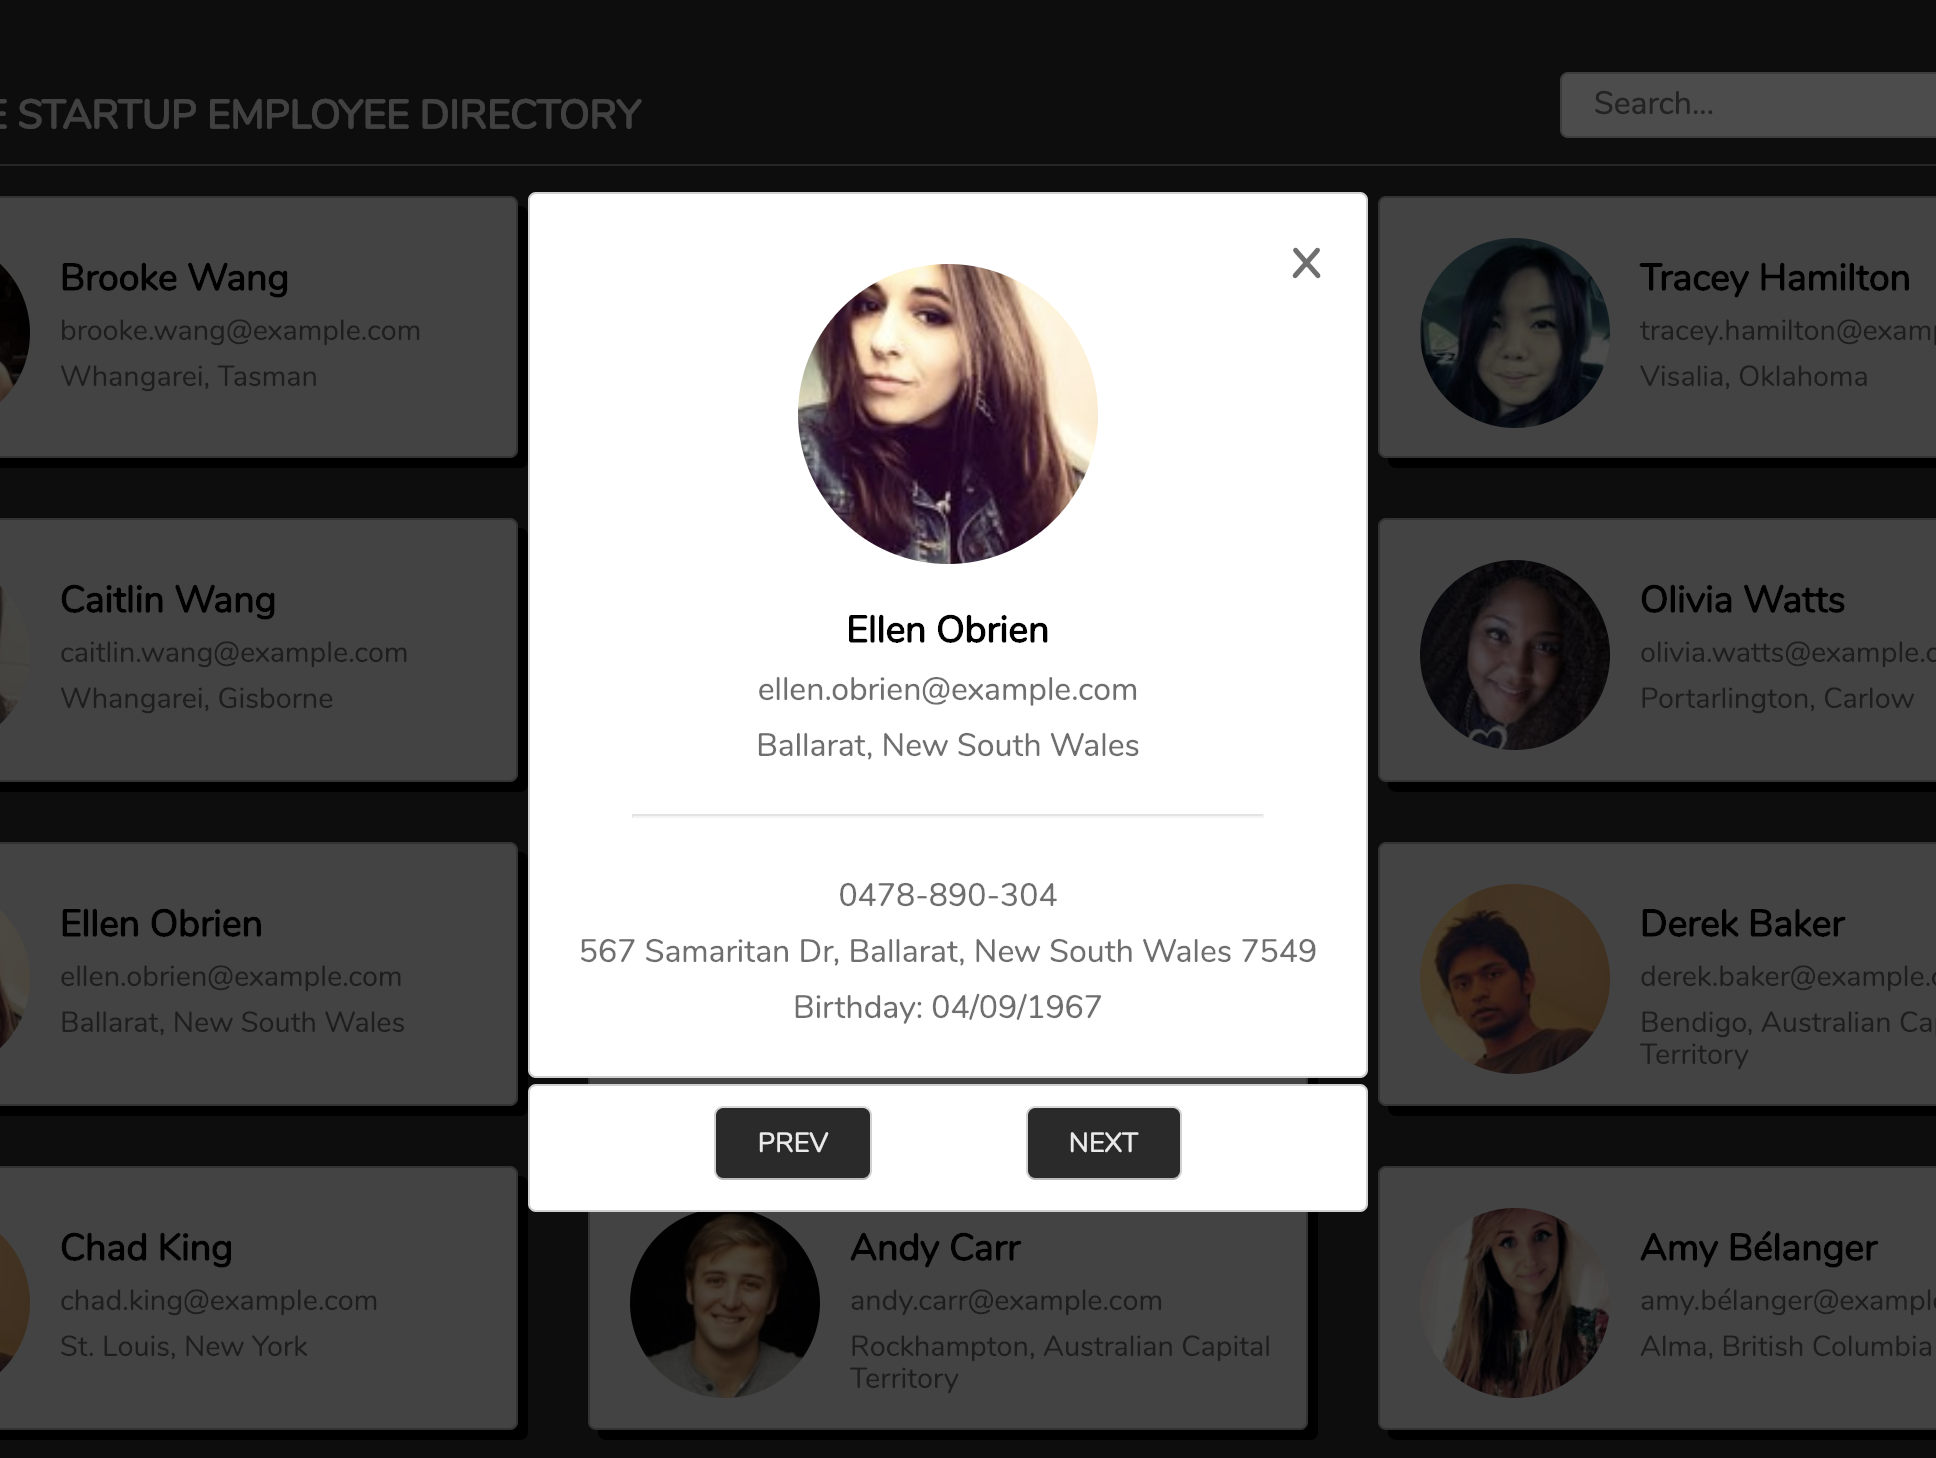 E STARTUP EMPLOYEE DIRECTORY
Search...
Brooke Wang
brooke.wang@example.com
Whangarei, Tasman
Caitlin Wang
caitlin.wang@example.com
Whangarei, Gisborne
Ellen Obrien
ellen.obrien@example.com
Ballarat, New South Wales
Chad King
chad.king@example.com
St. Louis, New York
X
Ellen Obrien
ellen.obrien@example.com
Ballarat, New South Wales
0478-890-304
567 Samaritan Dr, Ballarat, New South Wales 7549
Birthday: 04/09/1967
PREV
NEXT
Andy Carr
andy.carr@example.com
Rockhampton, Australian Capital
Territory
Tracey Hamilton
tracey.hamilton@examp
Visalia, Oklahoma
Olivia Watts
olivia.watts@example.c
Portarlington, Carlow
Derek Baker
derek.baker@example.c
Bendigo, Australian Ca
Territory
Amy Bélanger
amy.bélanger@example
Alma, British Columbia